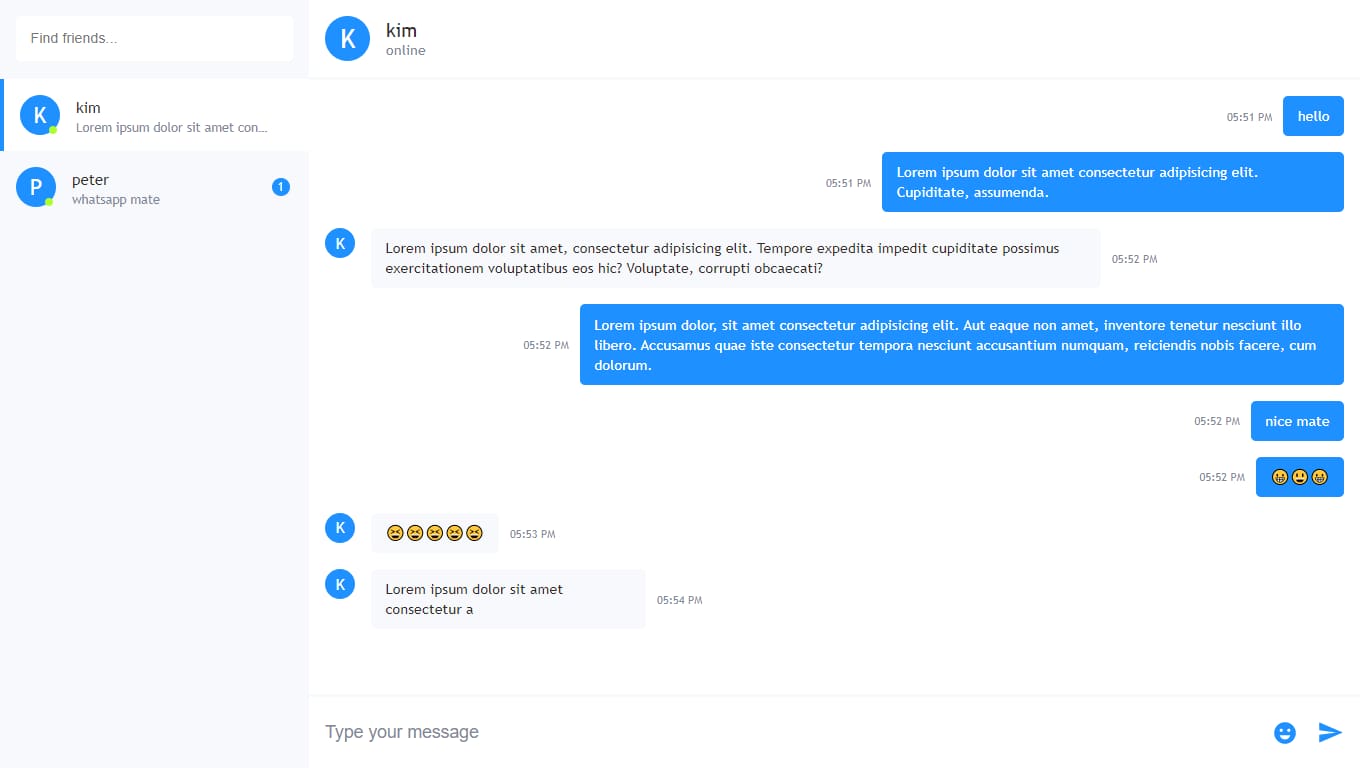 Find friends...
K
kim
Lorem ipsum dolor sit amet con...
P
peter
whatsapp mate
1
K
kim
online
05:51 PM
hello
05:51 PM
Lorem ipsum dolor sit amet consectetur adipisicing elit.
Cupiditate, assumenda.
K
Lorem ipsum dolor sit amet, consectetur adipisicing elit. Tempore expedita impedit cupiditate possimus
exercitationem voluptatibus eos hic? Voluptate, corrupti obcaecati?
05:52 PM
05:52 PM
Lorem ipsum dolor, sit amet consectetur adipisicing elit. Aut eaque non amet, inventore tenetur nesciunt illo
libero. Accusamus quae iste consectetur tempora nesciunt accusantium numquam, reiciendis nobis facere, cum
dolorum.
05:52 PM
nice mate
05:52 PM
K
05:53 PM
K
Lorem ipsum dolor sit amet
consectetur a
05:54 PM
Type your message